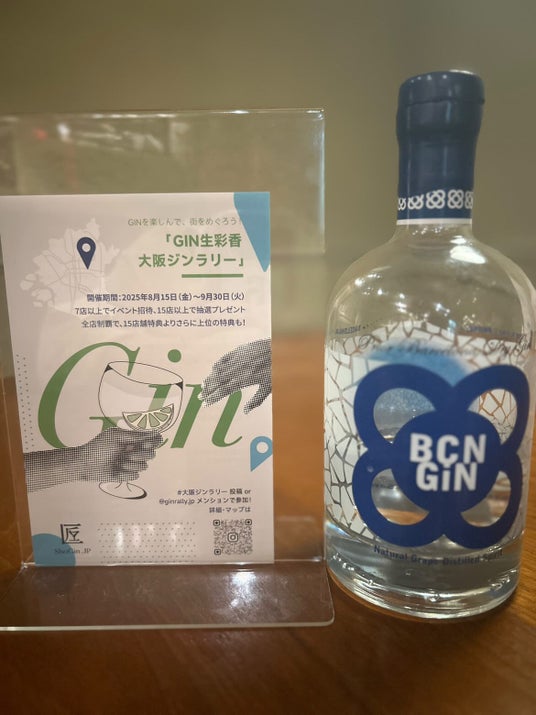 GINを楽しんで、街をめぐろう!
「GIN生彩香
大阪ジンラリー」
開催期間:2025年8月15日(金)～9月30日(火)
7店以上でイベント招待、15店以上で抽選プレゼント
全店制覇で、15店舗特典よりさらに上位の特典も!
Gin
#大阪ジンラリー 投稿 or
@ginrally.jp メンションで参加!
詳細・マップは
匠
ShoGin .JP
BCN
GiN
Natural Grape Distilled Spirit